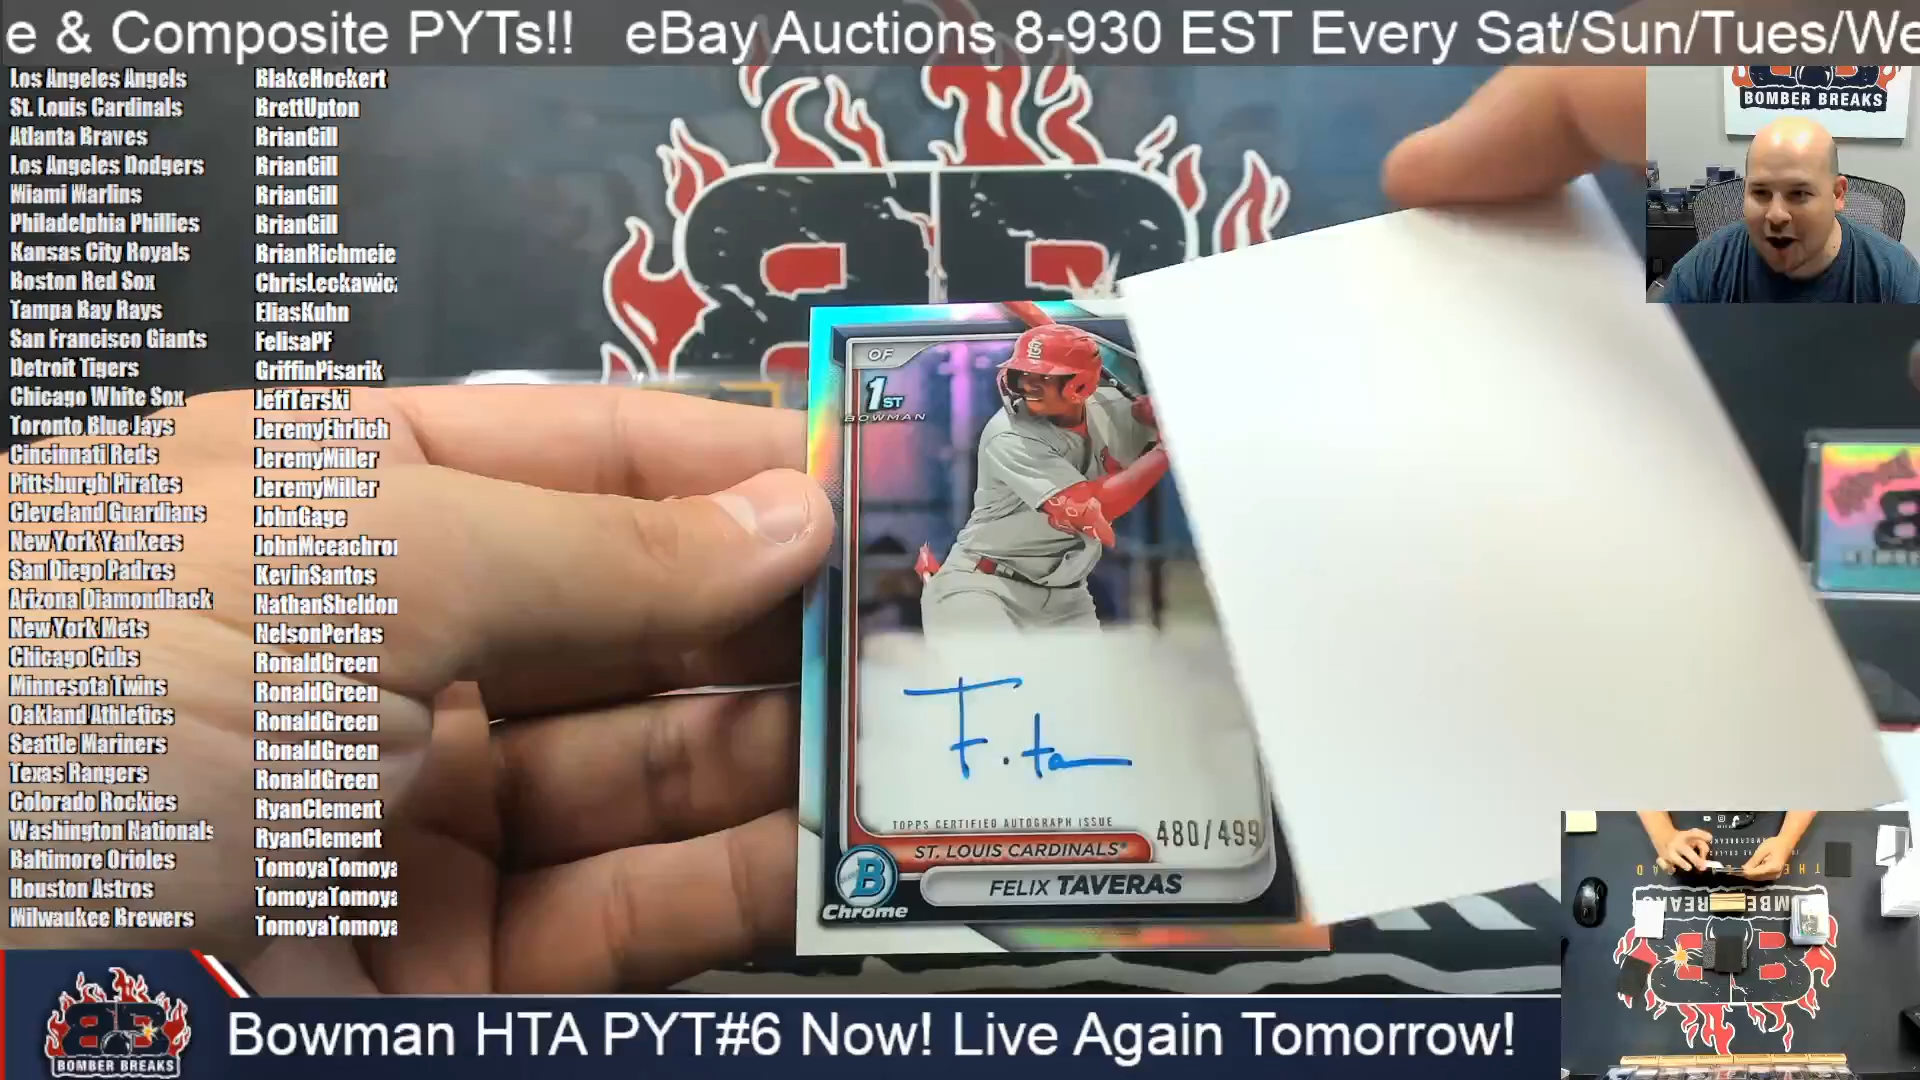 e & Composite PYTs!! eBay Auctions 8-930 EST Every Sat/Sun/Tues/We
Los Angeles Angels BlakeHockert
St. Louis Cardinals BrettUpton
Atlanta Braves BrianGill
Los Angeles Dodgers BrianGill
Miami Marlins BrianGill
Philadelphia Phillies BrianGill
Kansas City Royals BrianRichmeie
Boston Red Sox ChrisLeckawic
Tampa Bay Rays EliasKuhn
San Francisco Giants FelisaPF
Detroit Tigers GriffinPisarik
Chicago White Sox JeffTerski
Toronto Blue Jays JeremyEhrlich
Cincinnati Reds JeremyMiller
Pittsburgh Pirates JeremyMiller
Cleveland Guardians JohnGage
New York Yankees JohnMceachro
San Diego Padres KevinSantos
Arizona Diamondback NathanSheldon
New York Mets NelsonPerlas
Chicago Cubs RonaldGreen
Minnesota Twins RonaldGreen
Oakland Athletics RonaldGreen
Seattle Mariners RonaldGreen
Texas Rangers RonaldGreen
Colorado Rockies RyanClement
Washington Nationals RyanClement
Baltimore Orioles TomoyaTomoya
Houston Astros TomoyaTomoya
Milwaukee Brewers TomoyaTomoya
BOMBER BREAKS
OF
1ST
BOWMAN
F. ta
TOPPS CERTIFIED AUTOGRAPH ISSUE
480/499
ST. LOUIS CARDINALS®
FELIX TAVERAS
B
Chrome
BOMBER BREAKS
Bowman HTA PYT#6 Now! Live Again Tomorrow!